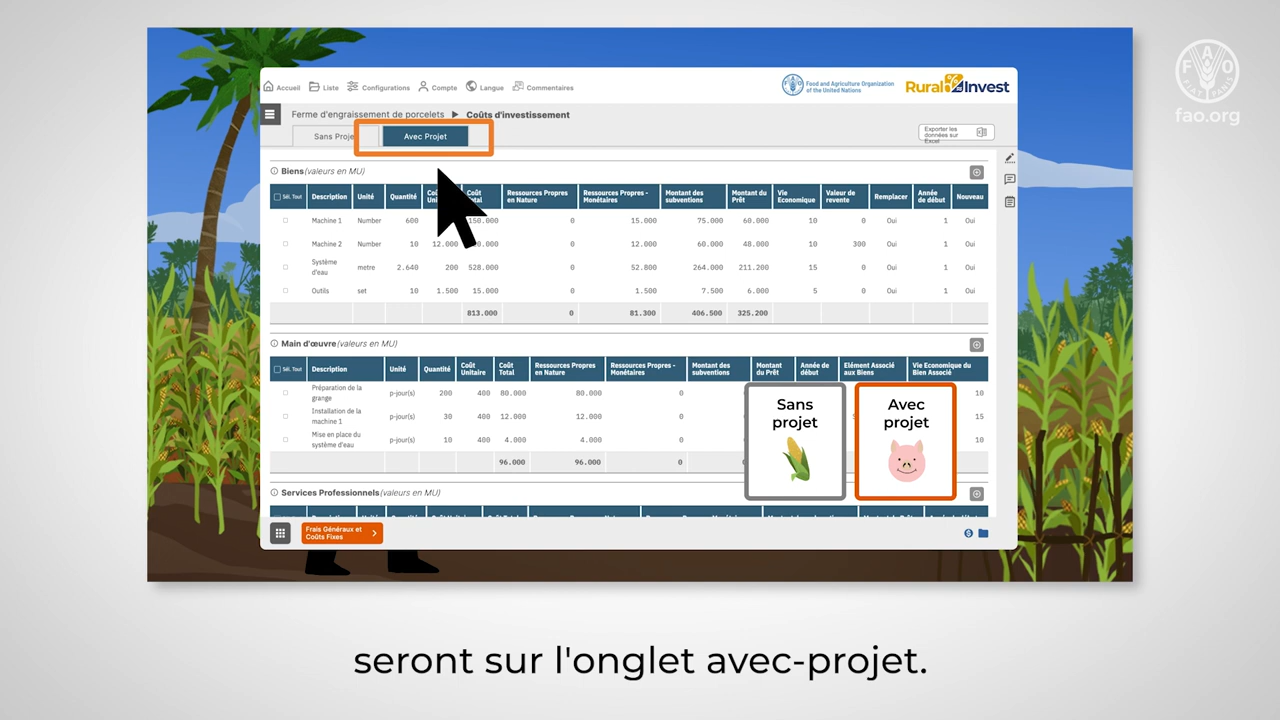 FAO
FIAT PANIS
fao.org
Accueil Liste Configurations Compte Langue Commentaires
Food and Agriculture Organization
of the United Nations
Rural Invest
Ferme d'engraissement de porcelets ▶ Coûts d'investissement
Sans Proje Avec Projet
Exporter les
données sur
Excel
Biens(valeurs en MU)
Sél. Tout Description Unité Quantité Coût Total Ressources Propres en Nature Ressources Propres - Monétaires Montant des subventions Montant du Prêt Vie Economique Valeur de revente Remplacer Année de début Nouveau
Machine 1 Number 600 150.000 0 15.000 75.000 60.000 10 0 Oui 1 Oui
Machine 2 Number 10 12.000 0 12.000 60.000 48.000 10 300 Oui 1 Oui
Système d'eau metre 2.640 200 528.000 0 52.800 264.000 211.200 15 0 Oui 1 Oui
Outils set 10 1.500 15.000 0 1.500 7.500 6.000 5 0 Oui 1 Oui
813.000 0 81.300 406.500 325.200
Main d'œuvre(valeurs en MU)
Sél. Tout Description Unité Quantité Coût Unitaire Coût Total Ressources Propres en Nature Ressources Propres - Monétaires Montant des subventions Montant du Prêt Année de début Elément Associé aux Biens Vie Economique du Bien Associé
Préparation de la grange p-jour(s) 200 400 80.000 80.000 0 10
Installation de la machine 1 p-jour(s) 30 400 12.000 12.000 0 15
Mise en place du système d'eau p-jour(s) 10 400 4.000 4.000 0 10
96.000 96.000 0
Sans
projet
Avec
projet
Services Professionnels(valeurs en MU)
Frais Généraux et
Coûts Fixes
seront sur l'onglet avec-projet.